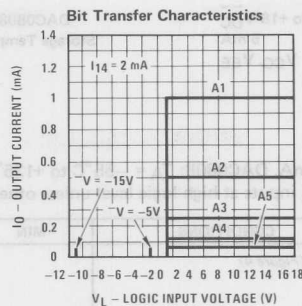 Bit Transfer Characteristics
I14 = 2 mA
A1
A2
A3
A4
A5
-V = -15V
-V = -5V
1.4
1.2
1
0.8
0.6
0.4
0.2
0
IO - OUTPUT CURRENT (mA)
-12 -10 -8 -6 -4 -2 0 2 4 6 8 10 12 14 16 18
VL - LOGIC INPUT VOLTAGE (V)